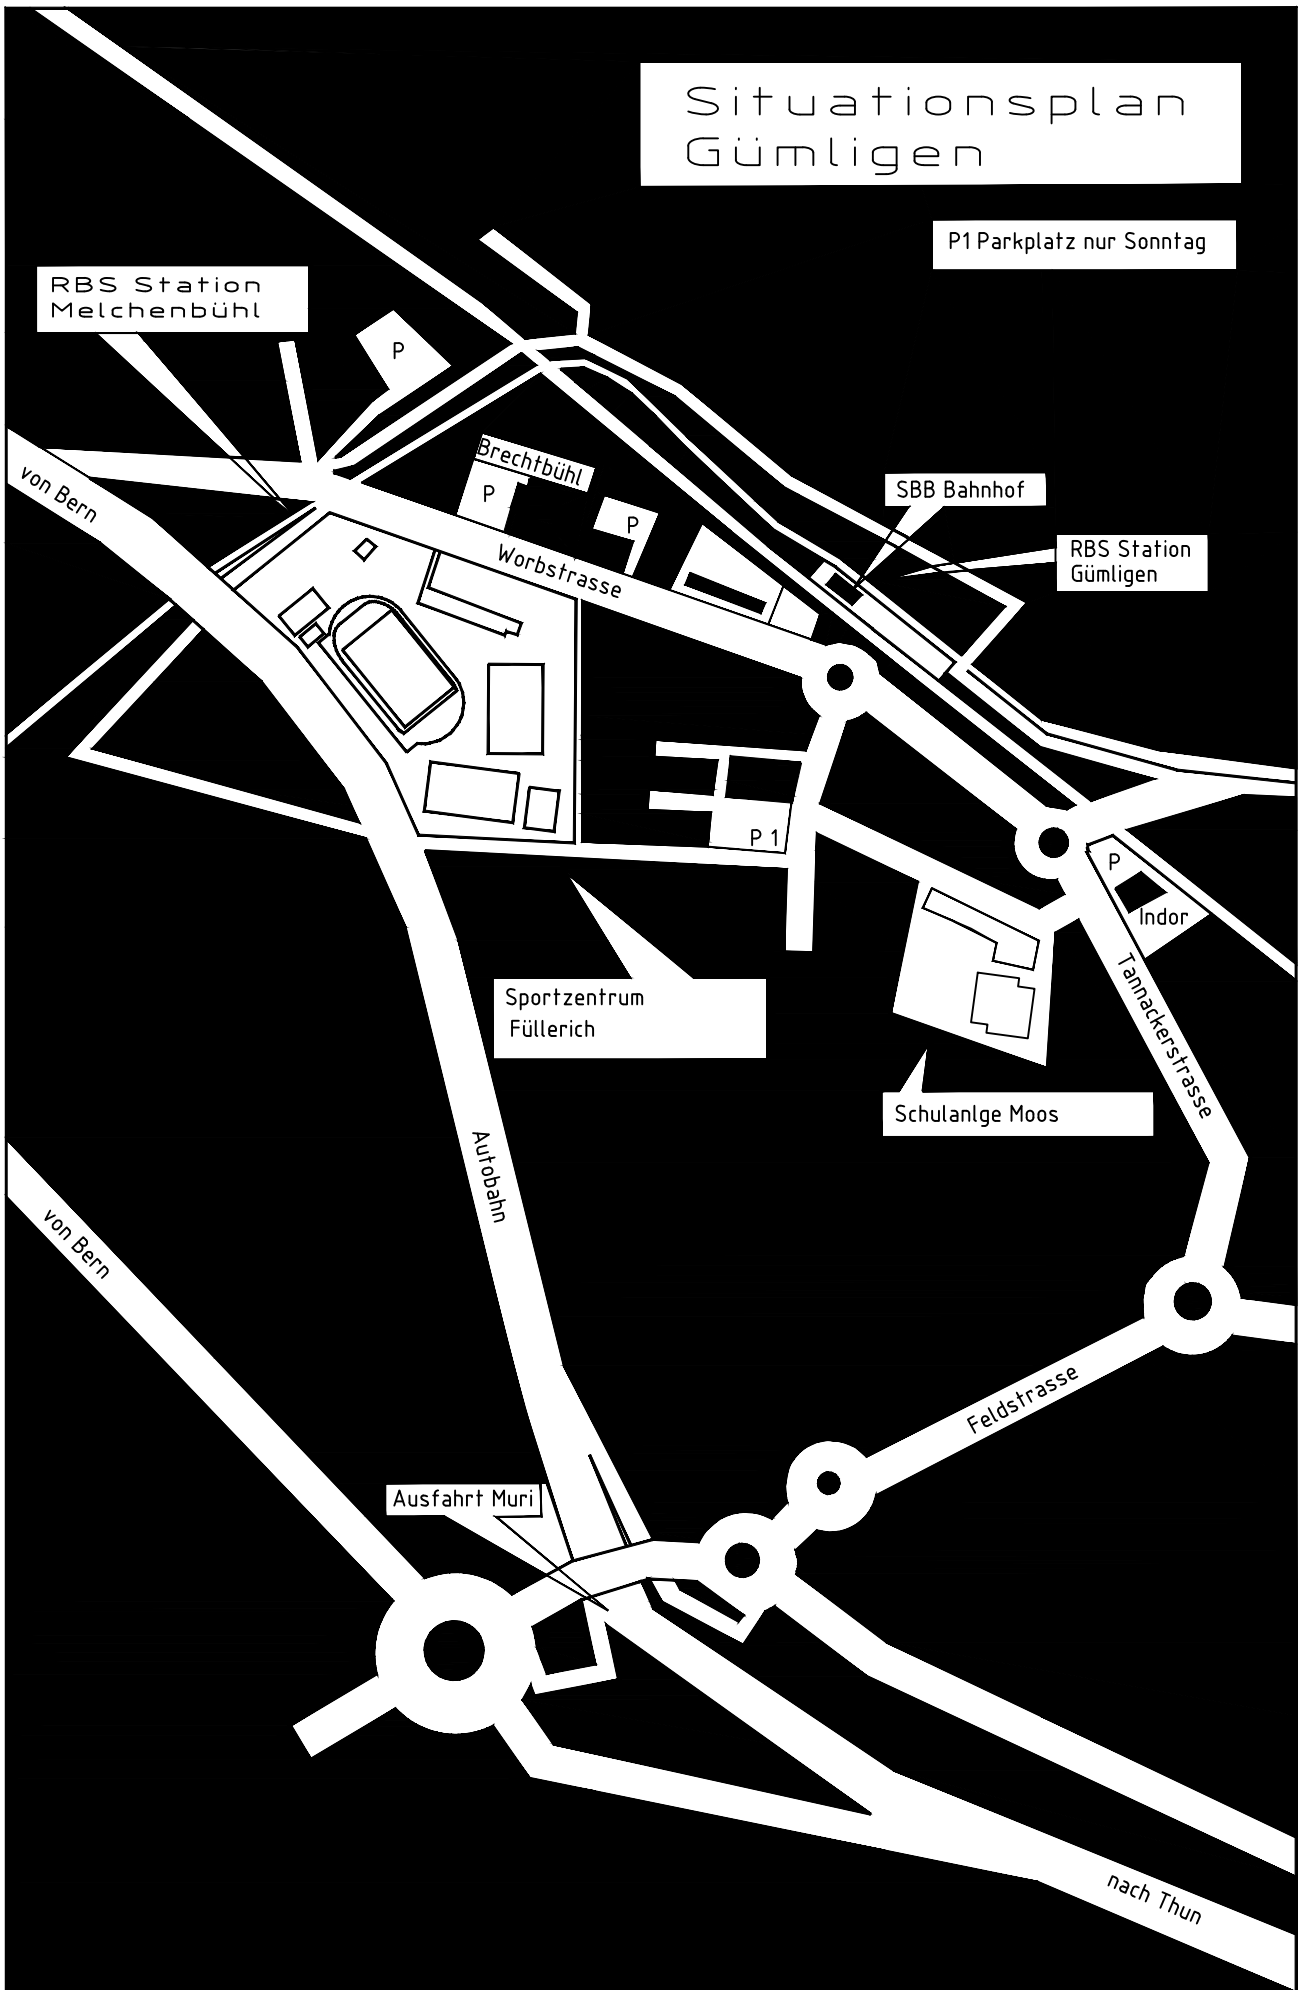 Situationsplan
Gümligen
P1 Parkplatz nur Sonntag
RBS Station
Melchenbühl
P
von Bern
Brechtbühl
P
P
Worbstrasse
SBB Bahnhof
RBS Station
Gümligen
P 1
P
Indor
Tannackerstrasse
Sportzentrum
Füllerich
Schulanlge Moos
Autobahn
von Bern
Feldstrasse
Ausfahrt Muri
nach Thun